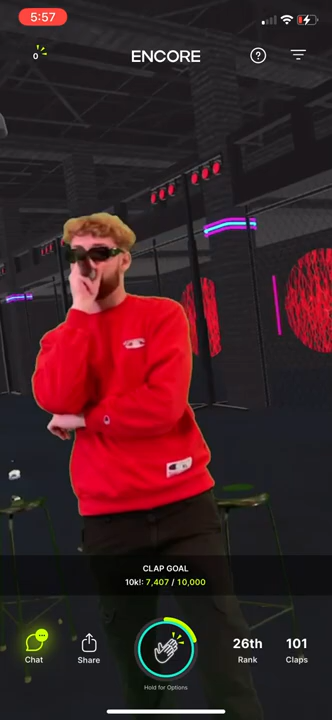 5:57
0
ENCORE
?
CLAP GOAL
10k!: 7,407 / 10,000
Chat
Share
26th
Rank
101
Claps
Hold for Options